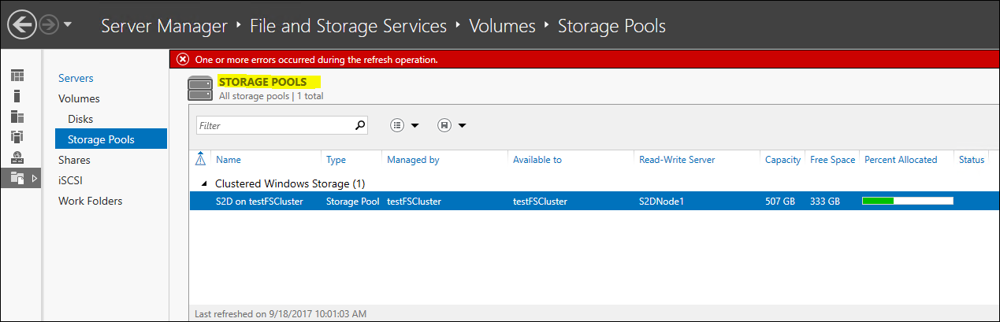 Server Manager ‣ File and Storage Services ‣ Volumes ‣ Storage Pools
One or more errors occurred during the refresh operation.
Servers
Volumes
Disks
Storage Pools
Shares
iSCSI
Work Folders
STORAGE POOLS
All storage pools | 1 total
Filter
Name Type Managed by Available to Read-Write Server Capacity Free Space Percent Allocated Status
Clustered Windows Storage (1)
S2D on testFSCluster Storage Pool testFSCluster testFSCluster S2DNode1 507 GB 333 GB
Last refreshed on 9/18/2017 10:01:03 AM